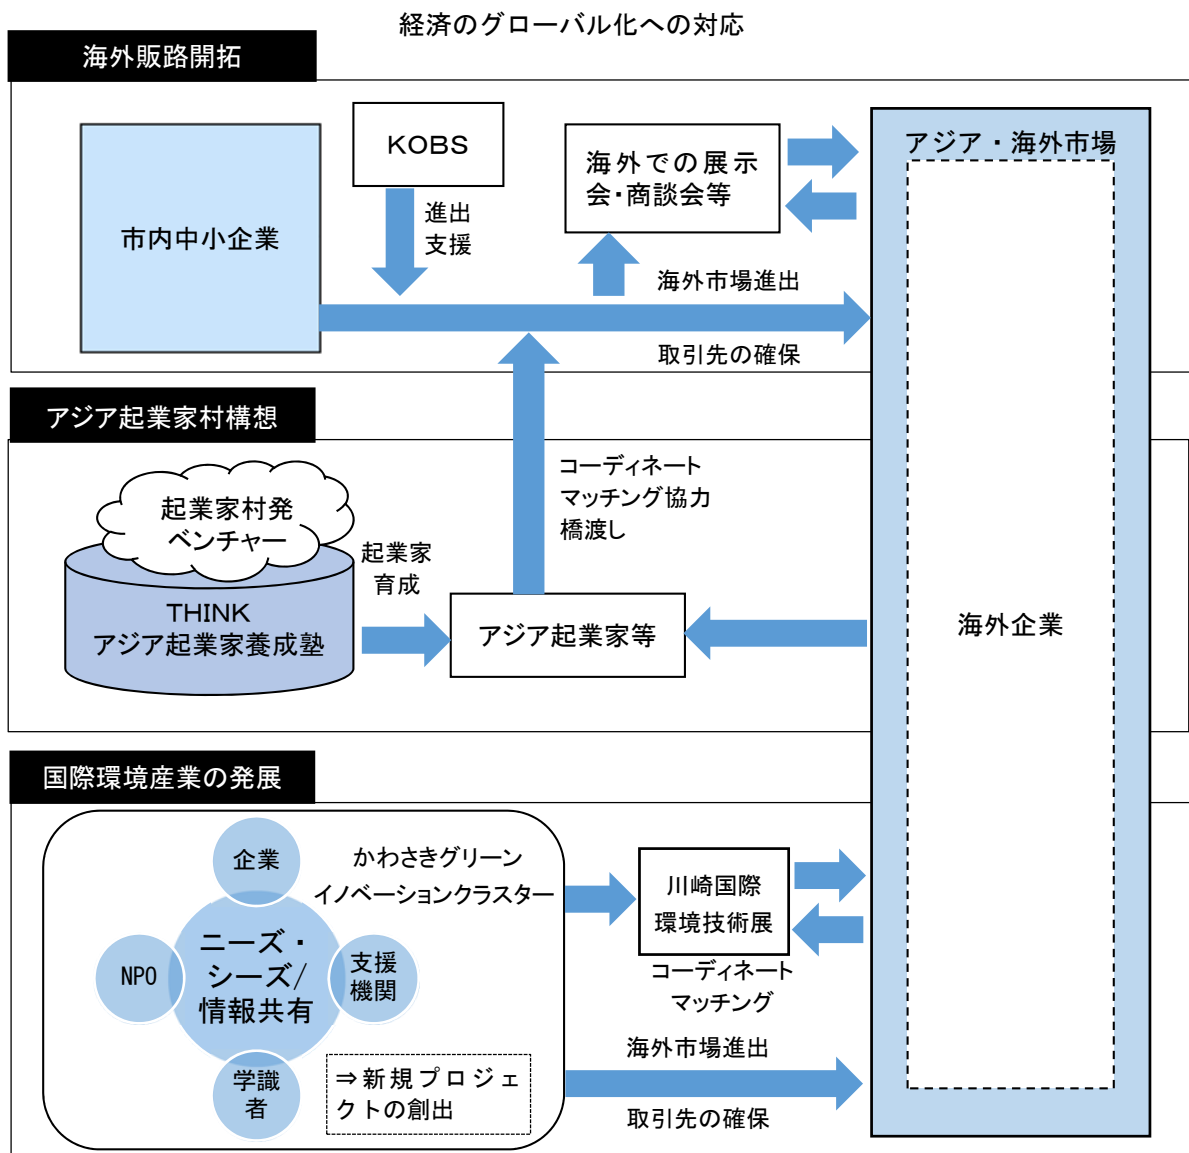 経済のグローバル化への対応
海外販路開拓
KOBS
市内中小企業
進出
支援
海外での展示
会・商談会等
アジア・海外市場
海外市場進出
取引先の確保
アジア起業家村構想
起業家村発
ベンチャー
THINK
アジア起業家養成塾
起業家
育成
コーディネート
マッチング協力
橋渡し
アジア起業家等
海外企業
国際環境産業の発展
企業
かわさきグリーン
イノベーションクラスター
NPO
ニーズ・
シーズ/
情報共有
支援
機関
学識
者
⇒新規プロジェ
クトの創出
川崎国際
環境技術展
コーディネート
マッチング
海外市場進出
取引先の確保